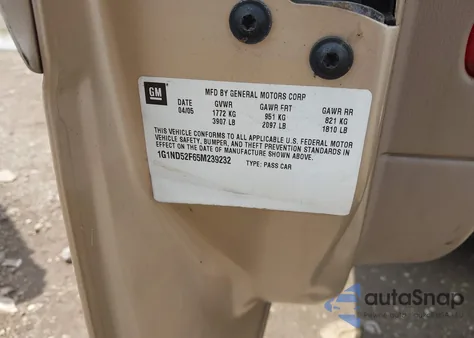 GM
MFD BY GENERAL MOTORS CORP
DATE GVWR GAWR FRT GAWR RR
04/05 1772 KG 951 KG 821 KG
3907 LB 2097 LB 1810 LB
THIS VEHICLE CONFORMS TO ALL APPLICABLE U.S. FEDERAL MOTOR
VEHICLE SAFETY, BUMPER, AND THEFT PREVENTION STANDARDS IN
EFFECT ON THE DATE OF MANUFACTURE SHOWN ABOVE.
1G1ND52F65M239232 TYPE: PASS CAR
autoSnap